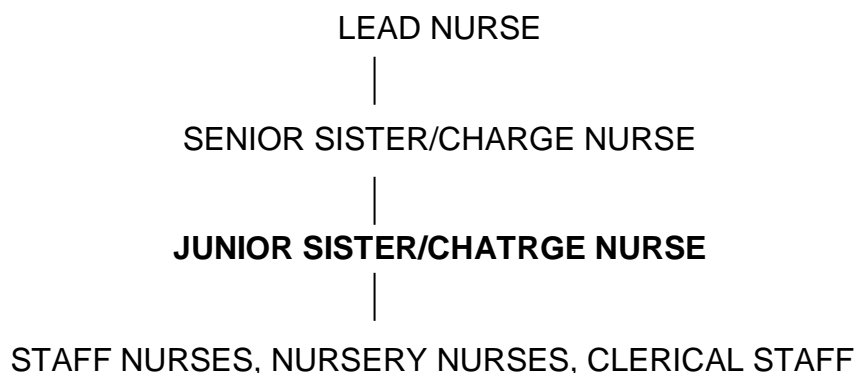 LEAD NURSE
SENIOR SISTER/CHARGE NURSE
JUNIOR SISTER/CHATRGE NURSE
STAFF NURSES, NURSERY NURSES, CLERICAL STAFF